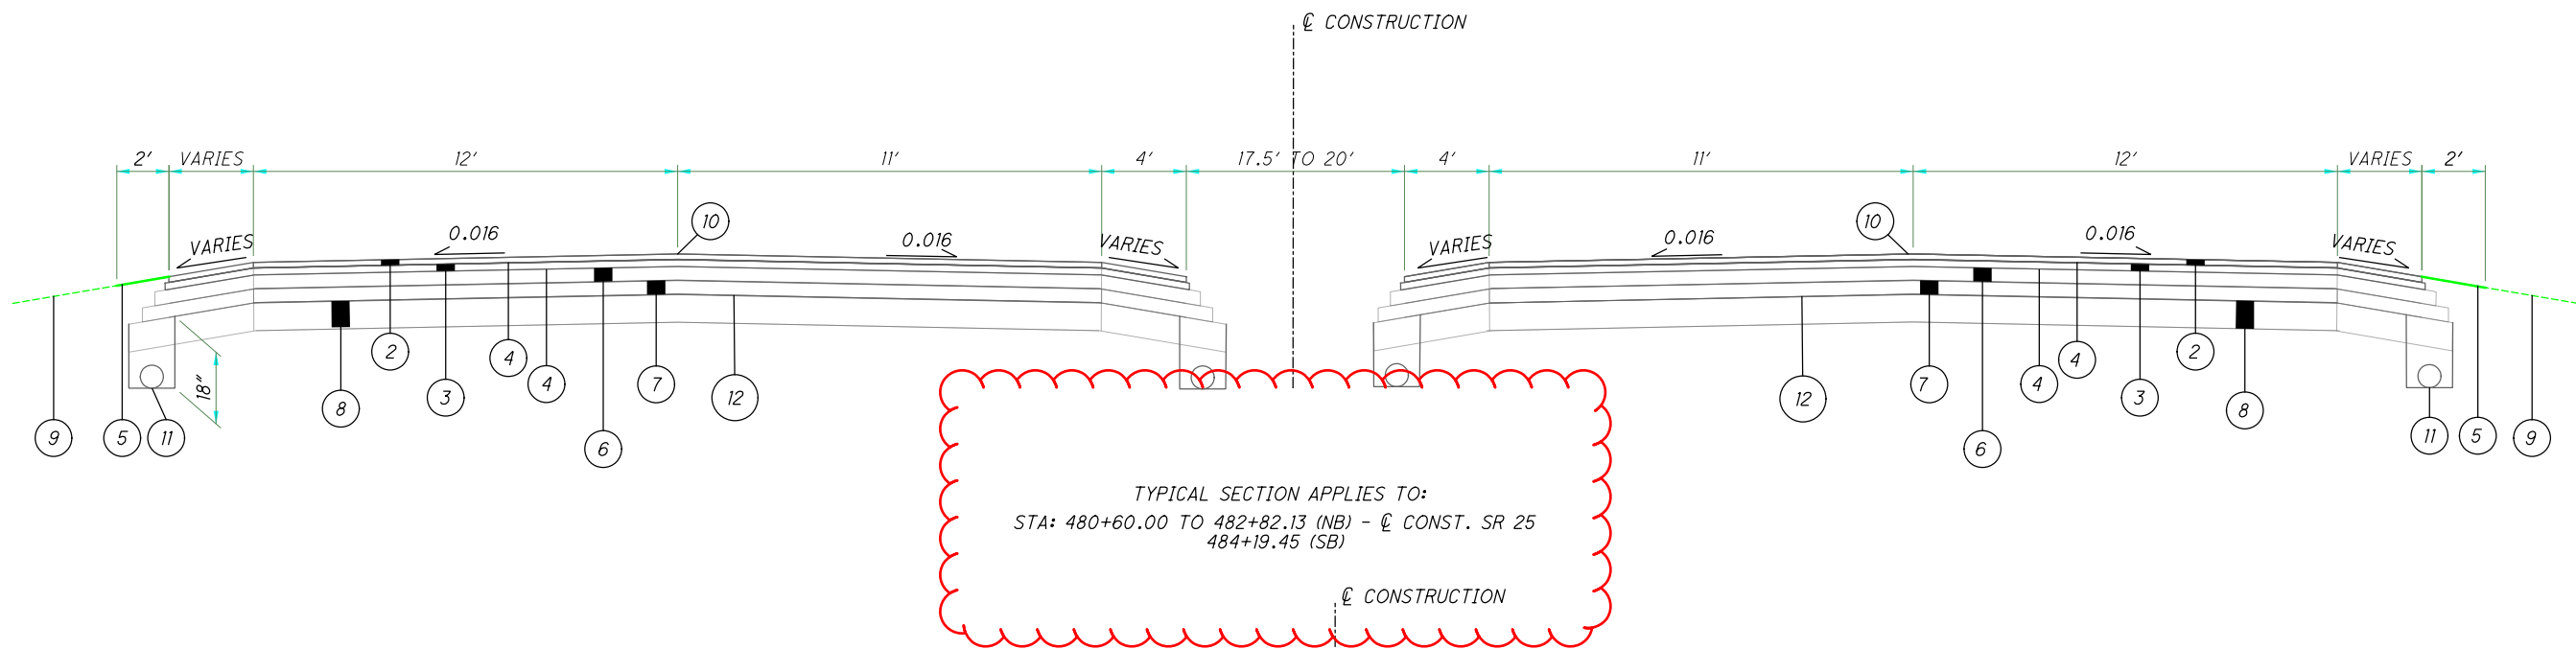 ℄ CONSTRUCTION
2' VARIES 12' 11' 4' 17.5' TO 20' 4' 11' 12' VARIES 2'
10 10
VARIES 0.016 0.016 VARIES VARIES 0.016 0.016 VARIES
18"
9 5 11 8 2 3 4 4 6 7 12 12 7 6 4 4 3 2 8 11 5 9
TYPICAL SECTION APPLIES TO:
STA: 480+60.00 TO 482+82.13 (NB) - ℄ CONST. SR 25
484+19.45 (SB)
℄ CONSTRUCTION